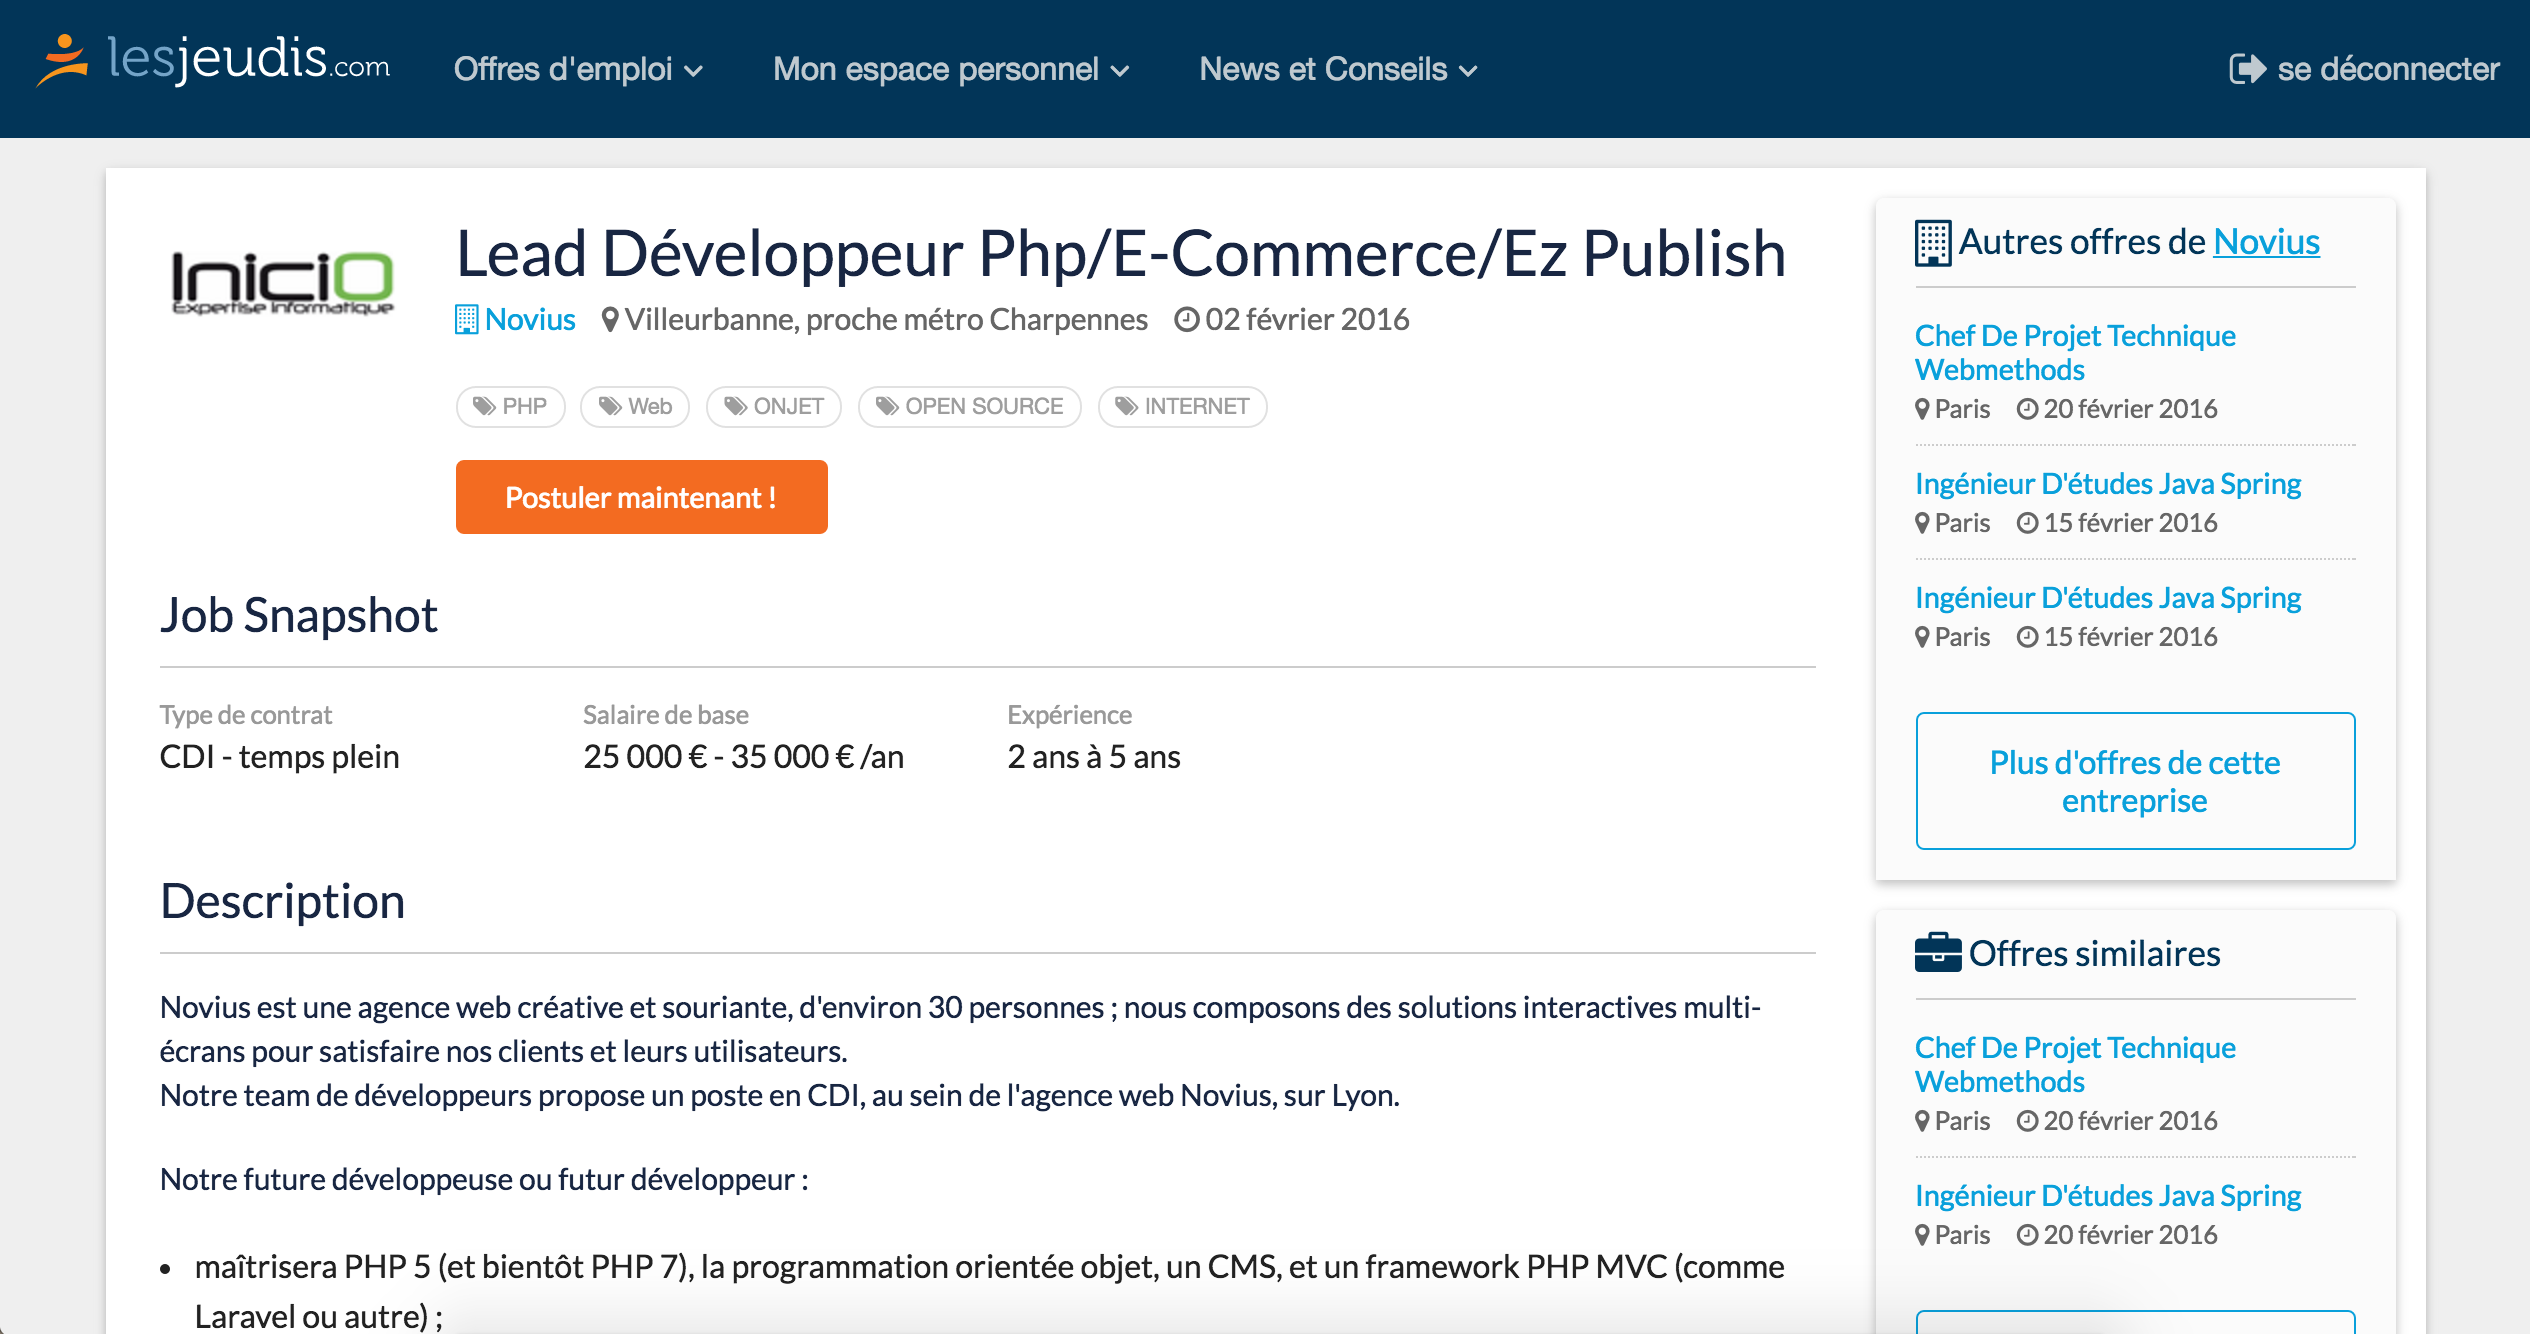 lesjeudis.com
Offres d'emploi
Mon espace personnel
News et Conseils
se déconnecter
Inicio
Expertise Informatique
Lead Développeur Php/E-Commerce/Ez Publish
Novius Villeurbanne, proche métro Charpennes 02 février 2016
PHP
Web
ONJET
OPEN SOURCE
INTERNET
Postuler maintenant !
Job Snapshot
Type de contrat
CDI - temps plein
Salaire de base
25 000 € - 35 000 € /an
Expérience
2 ans à 5 ans
Description
Novius est une agence web créative et souriante, d'environ 30 personnes ; nous composons des solutions interactives multi-
écrans pour satisfaire nos clients et leurs utilisateurs.
Notre team de développeurs propose un poste en CDI, au sein de l'agence web Novius, sur Lyon.
Notre future développeuse ou futur développeur :
• maîtrisera PHP 5 (et bientôt PHP 7), la programmation orientée objet, un CMS, et un framework PHP MVC (comme
Laravel ou autre) ;
Autres offres de Novius
Chef De Projet Technique
Webmethods
Paris 20 février 2016
Ingénieur D'études Java Spring
Paris 15 février 2016
Ingénieur D'études Java Spring
Paris 15 février 2016
Plus d'offres de cette
entreprise
Offres similaires
Chef De Projet Technique
Webmethods
Paris 20 février 2016
Ingénieur D'études Java Spring
Paris 20 février 2016